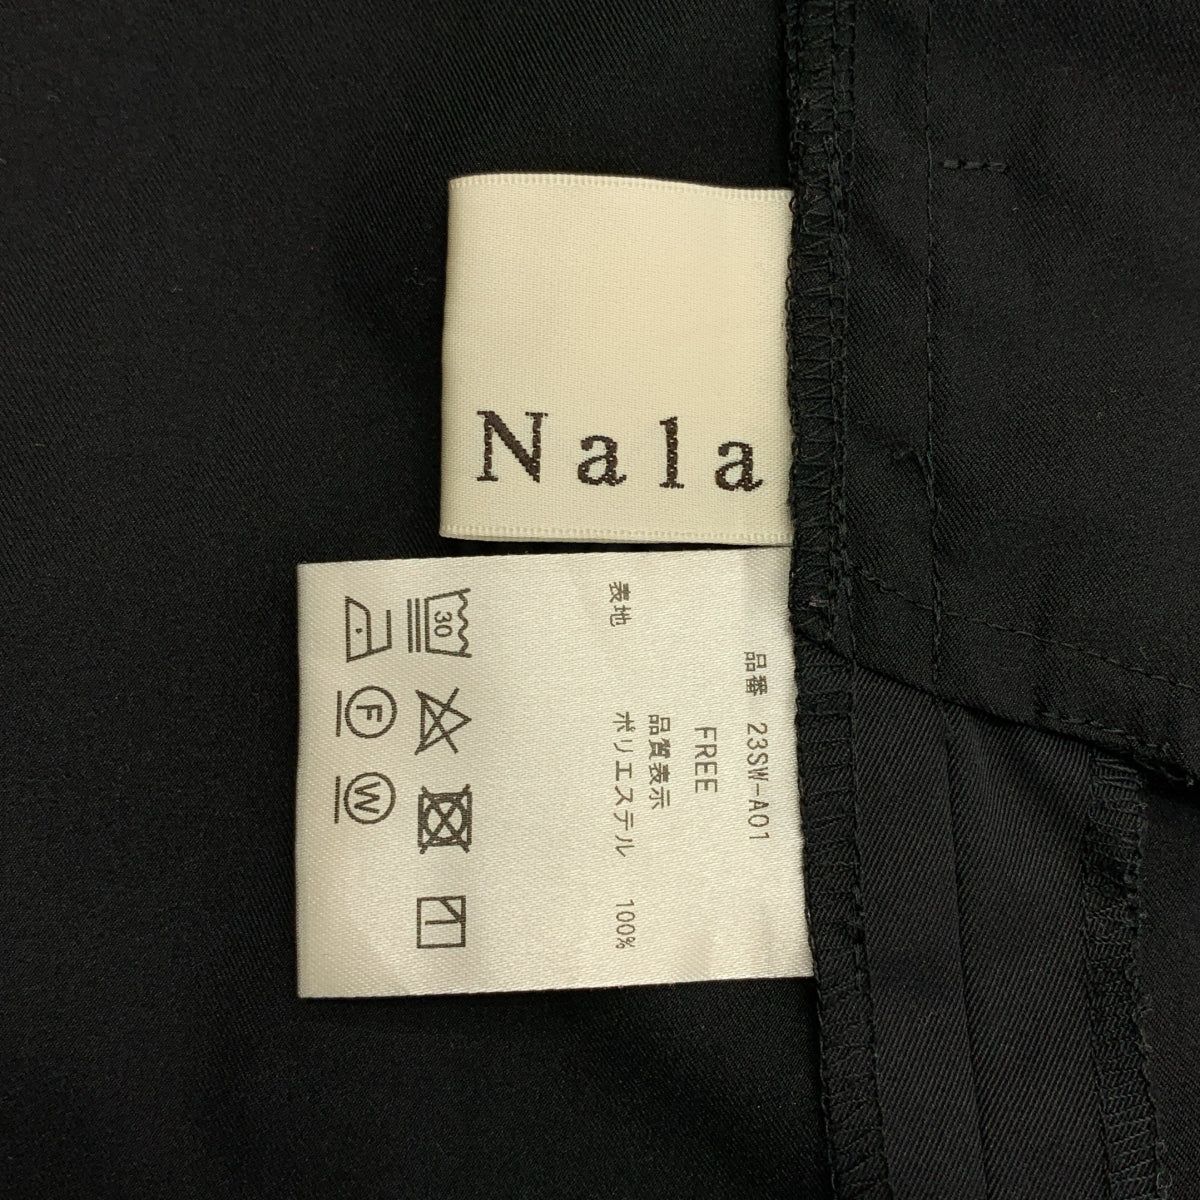 Nala
品番 23SW-A01
FREE
品質表示
表地 ポリエステル 100%
30
F
W